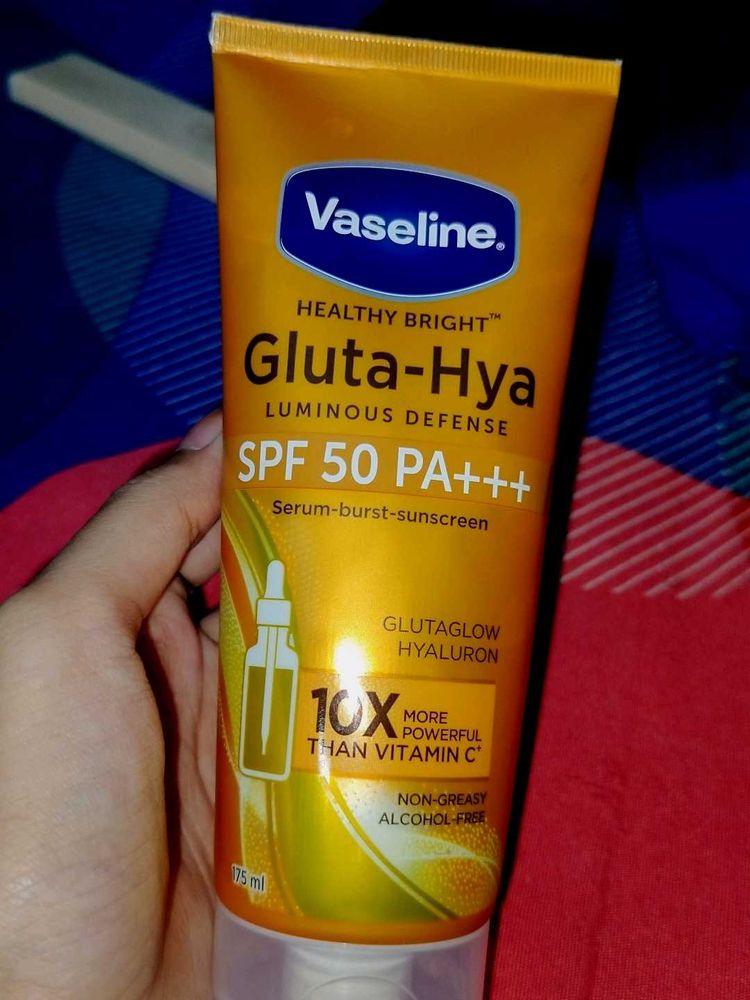 Vaseline®
HEALTHY BRIGHT™
Gluta-Hya
LUMINOUS DEFENSE
SPF 50 PA+++
Serum-burst-sunscreen
GLUTAGLOW
HYALURON
10X MORE
POWERFUL
THAN VITAMIN C⁺
NON-GREASY
ALCOHOL-FREE
175 ml